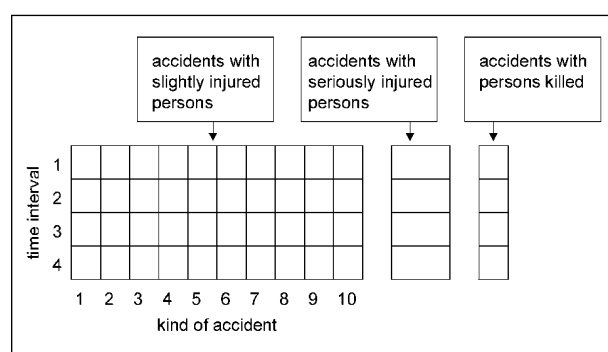 accidents with
slightly injured
persons
accidents with
seriously injured
persons
accidents with
persons killed
time interval
1
2
3
4
1 2 3 4 5 6 7 8 9 10
kind of accident